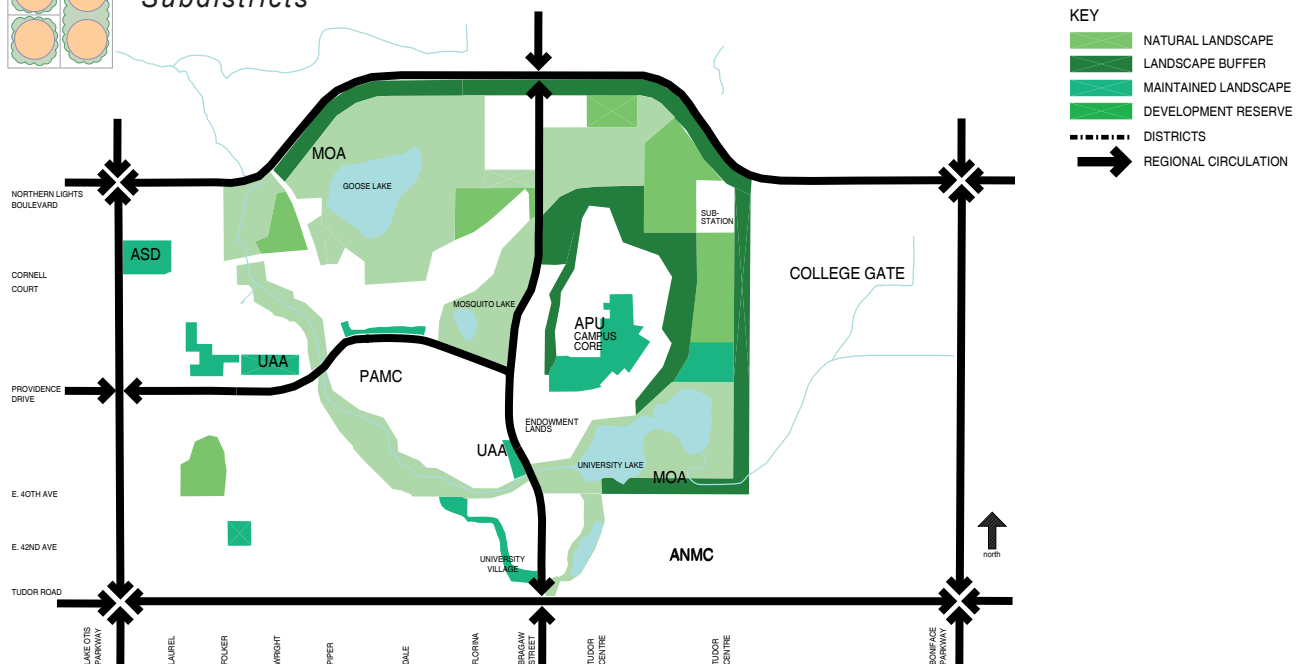 Subdistricts
KEY
NATURAL LANDSCAPE
LANDSCAPE BUFFER
MAINTAINED LANDSCAPE
DEVELOPMENT RESERVE
DISTRICTS
REGIONAL CIRCULATION
MOA
GOOSE LAKE
NORTHERN LIGHTS
BOULEVARD
SUB-
STATION
ASD
COLLEGE GATE
CORNELL
COURT
MOSQUITO LAKE
APU
CAMPUS
CORE
UAA
PAMC
PROVIDENCE
DRIVE
ENDOWMENT
LANDS
UAA
UNIVERSITY LAKE
MOA
E. 4OTH AVE
E. 42ND AVE
UNIVERSITY
VILLAGE
ANMC
north
TUDOR ROAD
LAKE OTIS
PARKWAY
LAUREL
FOLKER
WRIGHT
PIPER
DALE
FLORINA
BRAGAW
STREET
TUDOR
CENTRE
TUDOR
CENTRE
BONIFACE
PARKWAY